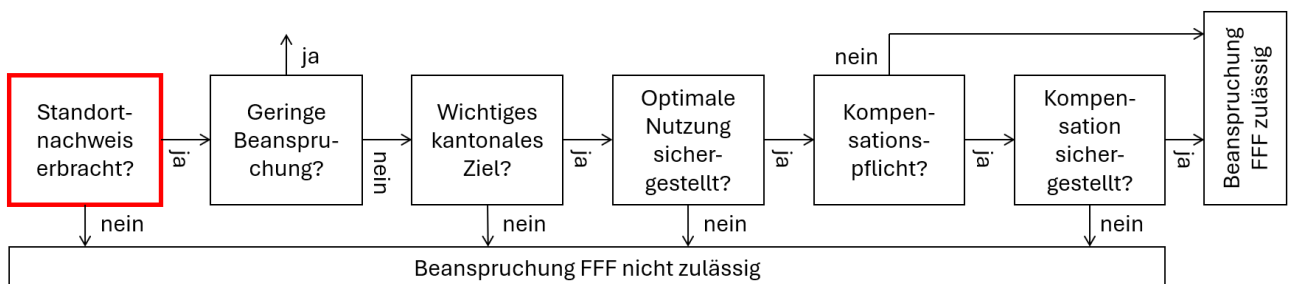 ja
nein
Standort-
nachweis
erbracht?
ja
Geringe
Beanspru-
chung?
nein
Wichtiges
kantonales
Ziel?
ja
Optimale
Nutzung
sicher-
gestellt?
ja
Kompen-
sations-
pflicht?
ja
Kompen-
sation
sicher-
gestellt?
ja
Beanspruchung
FFF zulässig
nein
nein
nein
nein
Beanspruchung FFF nicht zulässig